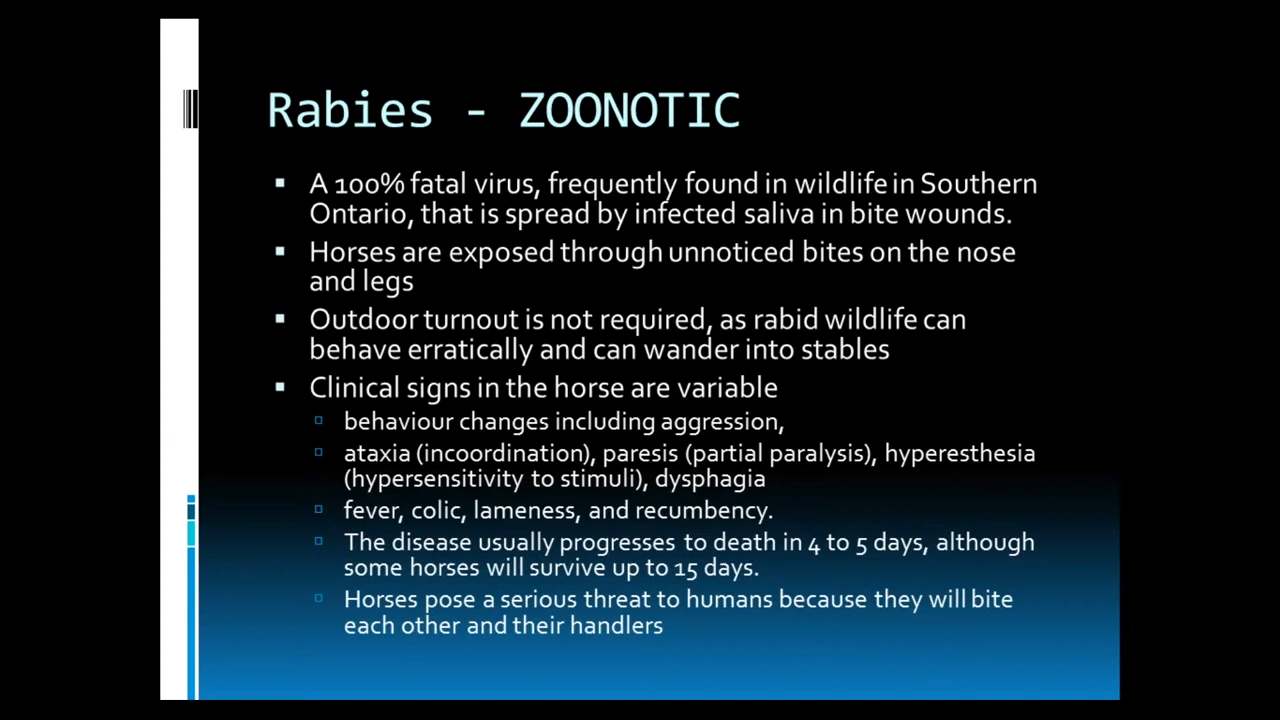 Rabies - ZOONOTIC
▪ A 100% fatal virus, frequently found in wildlife in Southern
Ontario, that is spread by infected saliva in bite wounds.
▪ Horses are exposed through unnoticed bites on the nose
and legs
▪ Outdoor turnout is not required, as rabid wildlife can
behave erratically and can wander into stables
▪ Clinical signs in the horse are variable
▫ behaviour changes including aggression,
▫ ataxia (incoordination), paresis (partial paralysis), hyperesthesia
(hypersensitivity to stimuli), dysphagia
▫ fever, colic, lameness, and recumbency.
▫ The disease usually progresses to death in 4 to 5 days, although
some horses will survive up to 15 days.
▫ Horses pose a serious threat to humans because they will bite
each other and their handlers